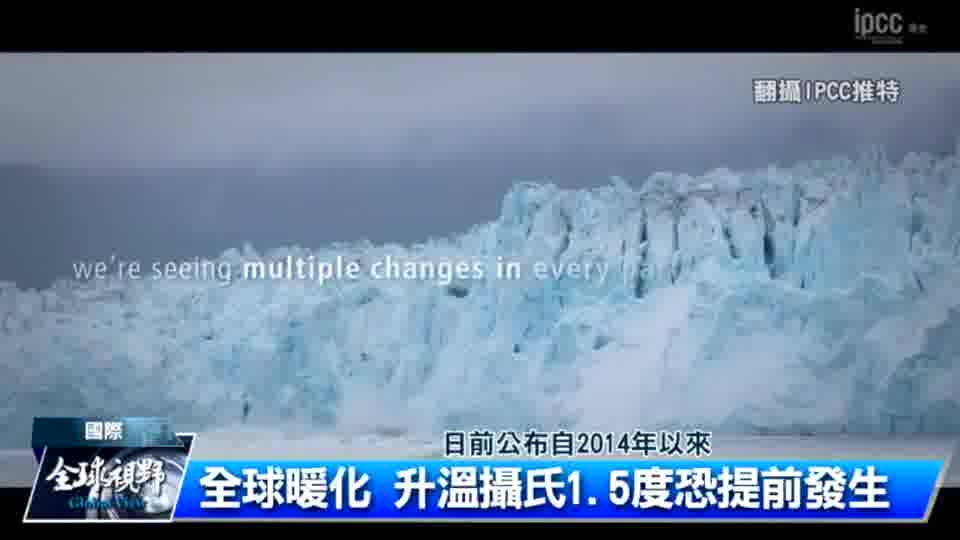 ipcc
翻攝IPCC推特
we're seeing multiple changes in every
日前公布自2014年以來
國際
全球視野
Global View
全球暖化 升溫攝氏1.5度恐提前發生